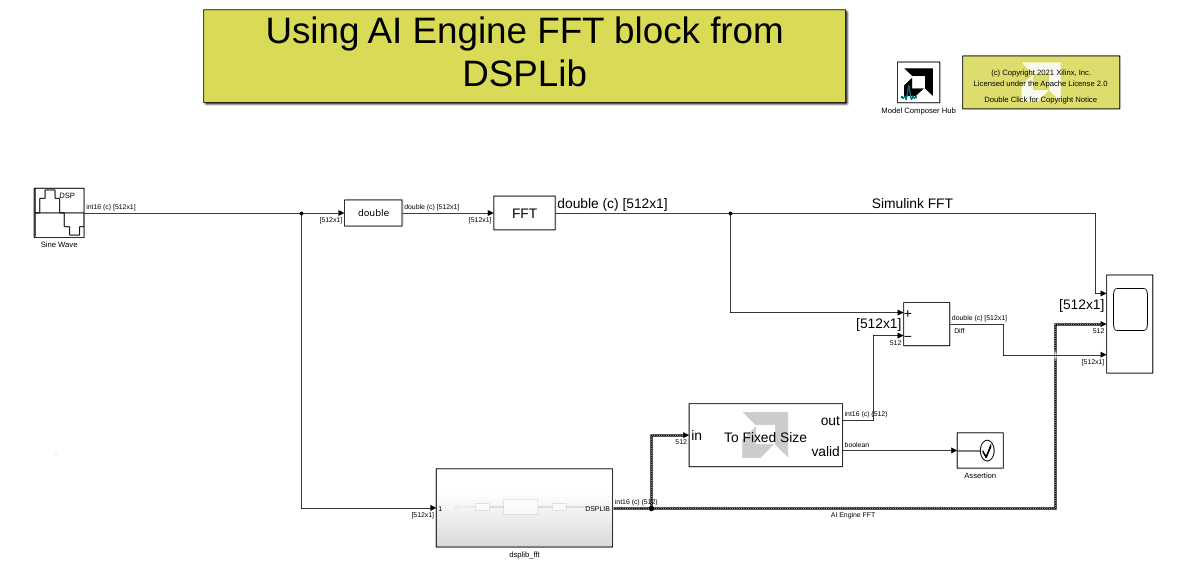 Using AI Engine FFT block from
DSPLib
Model Composer Hub
(c) Copyright 2021 Xilinx, Inc.
Licensed under the Apache License 2.0
Double Click for Copyright Notice
DSP
int16 (c) [512x1]
Sine Wave
[512x1]
double
double (c) [512x1]
[512x1]
FFT
double (c) [512x1]
Simulink FFT
[512x1]
512
[512x1]
+
[512x1]
−
512
double (c) [512x1]
Diff
in
512
To Fixed Size
out
valid
int16 (c) (512)
boolean
Assertion
[512x1]
1
DSPLIB
dsplib_fft
int16 (c) (512)
AI Engine FFT